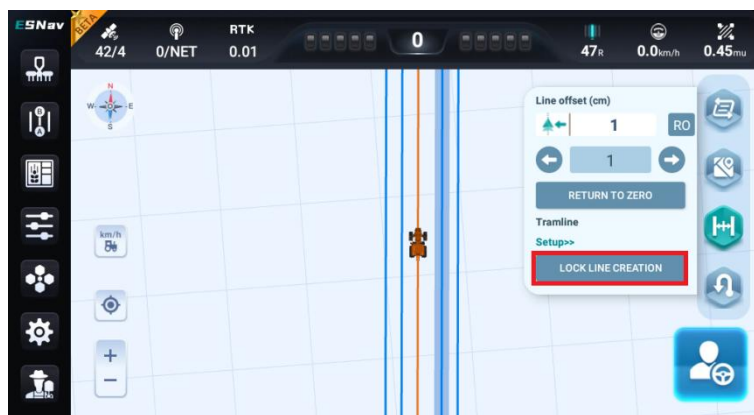 ESNav
BETA
42/4
0/NET
RTK
0.01
0
47R
0.0km/h
0.45mu
N
W
E
S
B
A
km/h
+
−
Line offset (cm)
1
RO
1
RETURN TO ZERO
Tramline
Setup>>
LOCK LINE CREATION